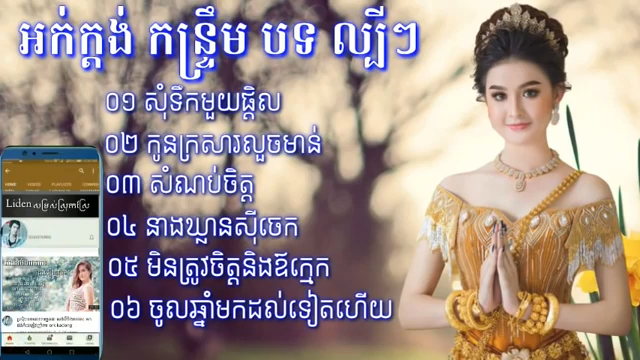 អក់ក្ដង់ កន្ទ្រឹម បទ ល្បីៗ
០១ សុំទឹកមួយផ្តិល
០២ កូនក្រសារលួចមាន់
០៣ សំណប់ចិត្ត
០៤ នាងឃ្លានស៊ីចេក
០៥ មិនត្រូវចិត្តនិងឪក្មេក
០៦ ចូលឆ្នាំមកដល់ទៀតហើយ
HOME VIDEOS PLAYLISTS
Liden